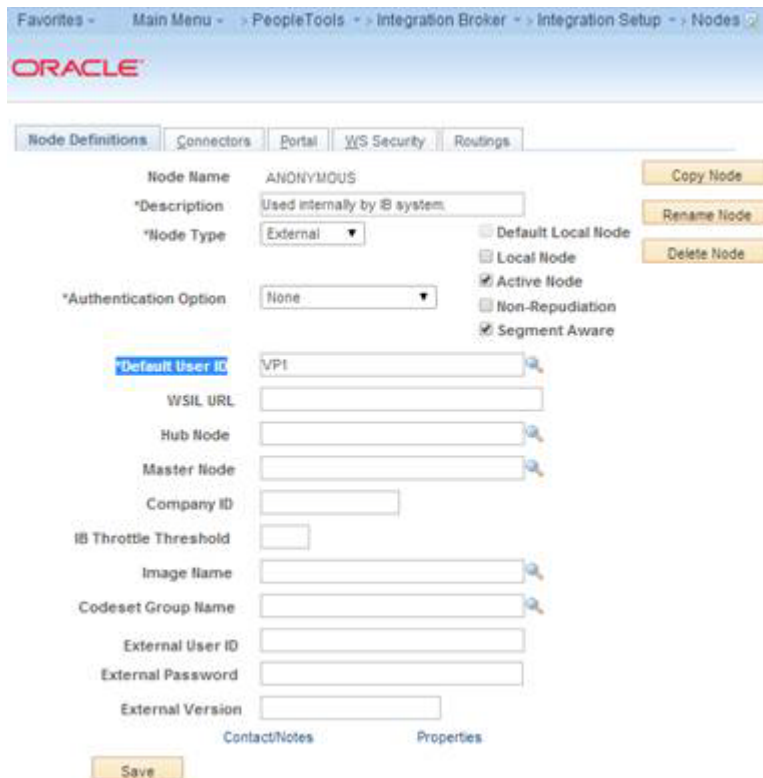 Favorites Main Menu > PeopleTools > Integration Broker > Integration Setup > Nodes
ORACLE
Node Definitions Connectors Portal WS Security Routings
Node Name ANONYMOUS Copy Node
*Description Used internally by IB system. Rename Node
*Node Type External Default Local Node Delete Node
Local Node
Active Node
*Authentication Option None Non-Repudiation
Segment Aware
*Default User ID VP1
WSIL URL
Hub Node
Master Node
Company ID
IB Throttle Threshold
Image Name
Codeset Group Name
External User ID
External Password
External Version
Contact/Notes Properties
Save